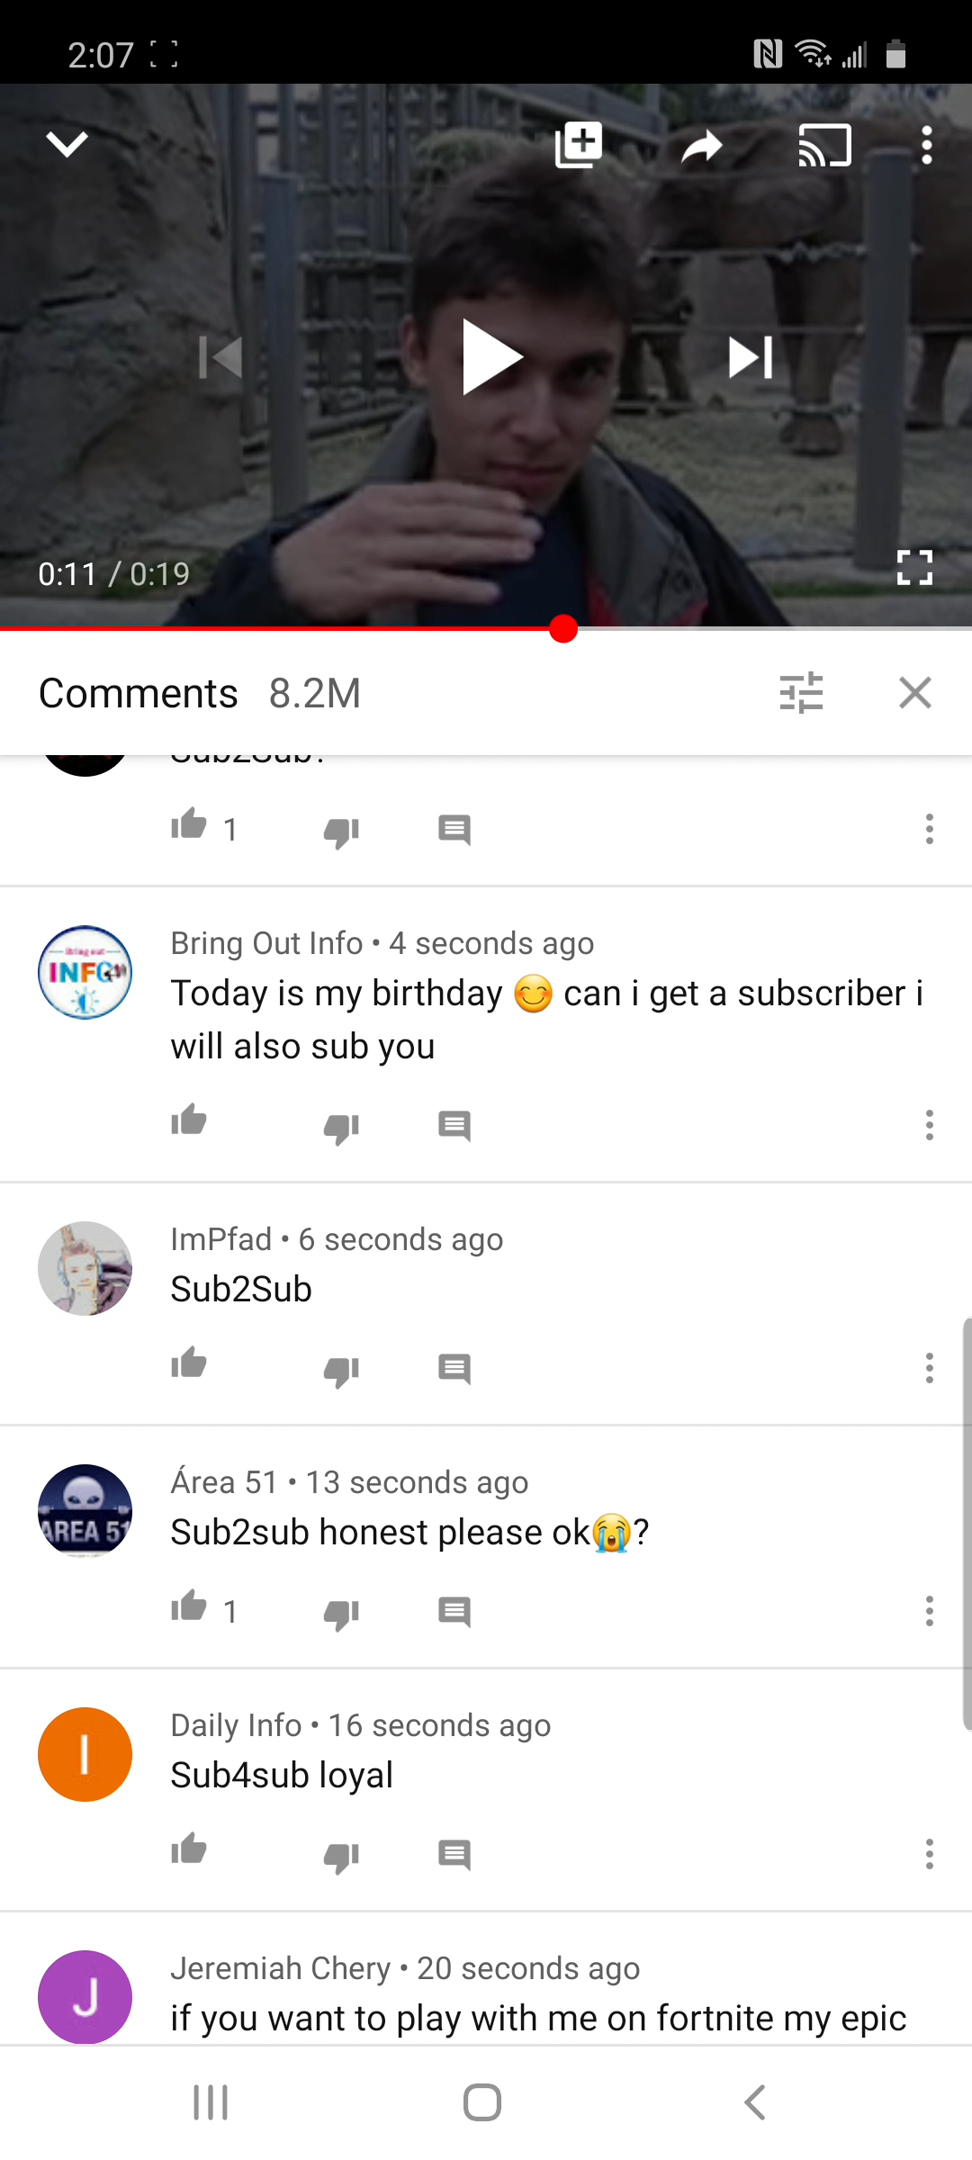 2:07
0:11 / 0:19
Comments 8.2M
Sub2Sub?
1
Bring Out Info • 4 seconds ago
Bring out
INFO
Today is my birthday 😊 can i get a subscriber i
will also sub you
ImPfad • 6 seconds ago
Sub2Sub
Área 51 • 13 seconds ago
AREA 51
Sub2sub honest please ok😭?
1
I
Daily Info • 16 seconds ago
Sub4sub loyal
J
Jeremiah Chery • 20 seconds ago
if you want to play with me on fortnite my epic